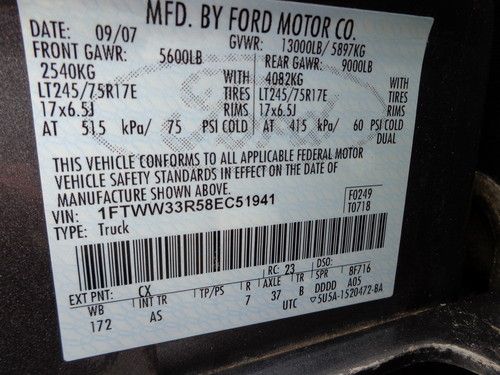 MFD. BY FORD MOTOR CO.
DATE: 09/07 GVWR: 13000LB/ 5897KG
FRONT GAWR: 5600LB REAR GAWR: 9000LB
2540KG WITH 4082KG WITH
LT245/75R17E TIRES LT245/75R17E TIRES
17x6.5J RIMS 17x6.5J RIMS
AT 515 kPa/ 75 PSI COLD AT 415 kPa/ 60 PSI COLD
DUAL
THIS VEHICLE CONFORMS TO ALL APPLICABLE FEDERAL MOTOR
VEHICLE SAFETY STANDARDS IN EFFECT ON THE DATE OF
MANUFACTURE SHOWN ABOVE.
VIN: 1FTWW33R58EC51941 F0249
TYPE: Truck T0718
EXT PNT: CX RC: 23 DSO:
WB INT TR TP/PS R AXLE TR SPR BF716
172 AS 7 37 B DDDD A05
UTC 5U5A-1520472-BA